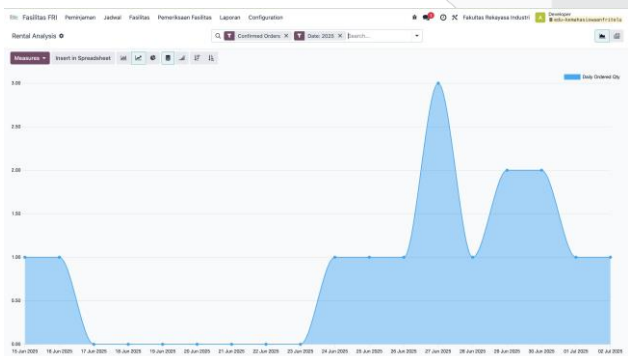 Fasilitas FRI Peminjaman Jadwal Fasilitas Pemeriksaan Fasilitas Laporan Configuration Fakultas Rekayasa Industri A Developer
Rental Analysis Confirmed Orders × Date: 2025 × Search...
Measures Insert in Spreadsheet
Daily Ordered Qty
3.00
2.50
2.00
1.50
1.00
0.50
0.00
15 Jun 2025 16 Jun 2025 17 Jun 2025 18 Jun 2025 19 Jun 2025 20 Jun 2025 21 Jun 2025 22 Jun 2025 23 Jun 2025 24 Jun 2025 25 Jun 2025 26 Jun 2025 27 Jun 2025 28 Jun 2025 29 Jun 2025 30 Jun 2025 01 Jul 2025 02 Jul 2025